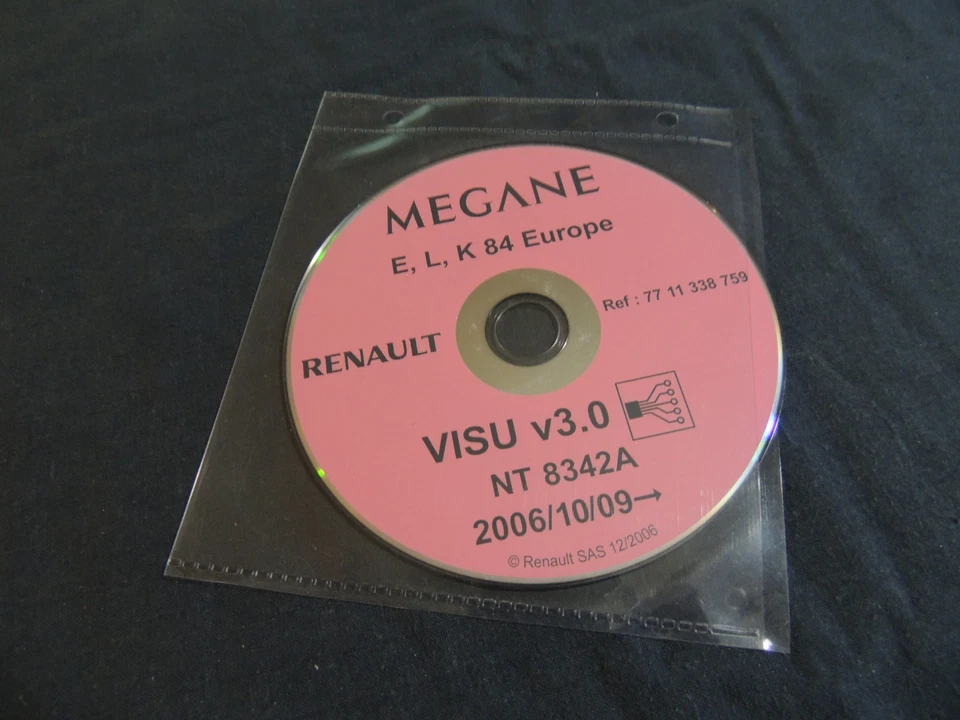 MEGANE
E, L, K 84 Europe
Ref : 77 11 338 759
RENAULT
VISU v3.0
NT 8342A
2006/10/09→
© Renault SAS 12/2006